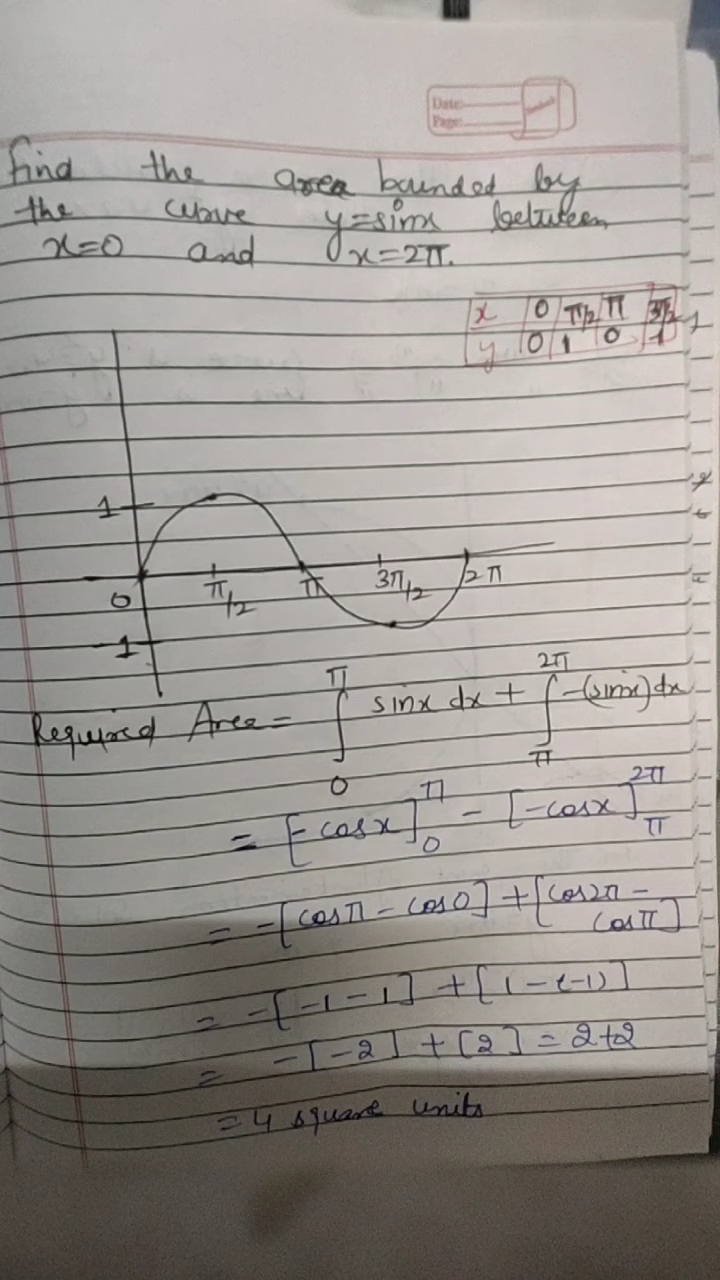 Date:
Page:
find the area bounded by
the curve y=sinx between
x=0 and x=2π.
x 0 π/2 π 3π/2
y 0 1 0 -1
1
0 π/2 π 3π/2 2π
-1
Required Area = ∫₀^π sinx dx + ∫_π^2π -(sinx)dx
= [-cosx]₀^π - [-cosx]_π^2π
= -[cosπ - cos0] + [cos2π -
cosπ]
= -[-1-1] + [1-(-1)]
= -[-2] + [2] = 2+2
= 4 square units